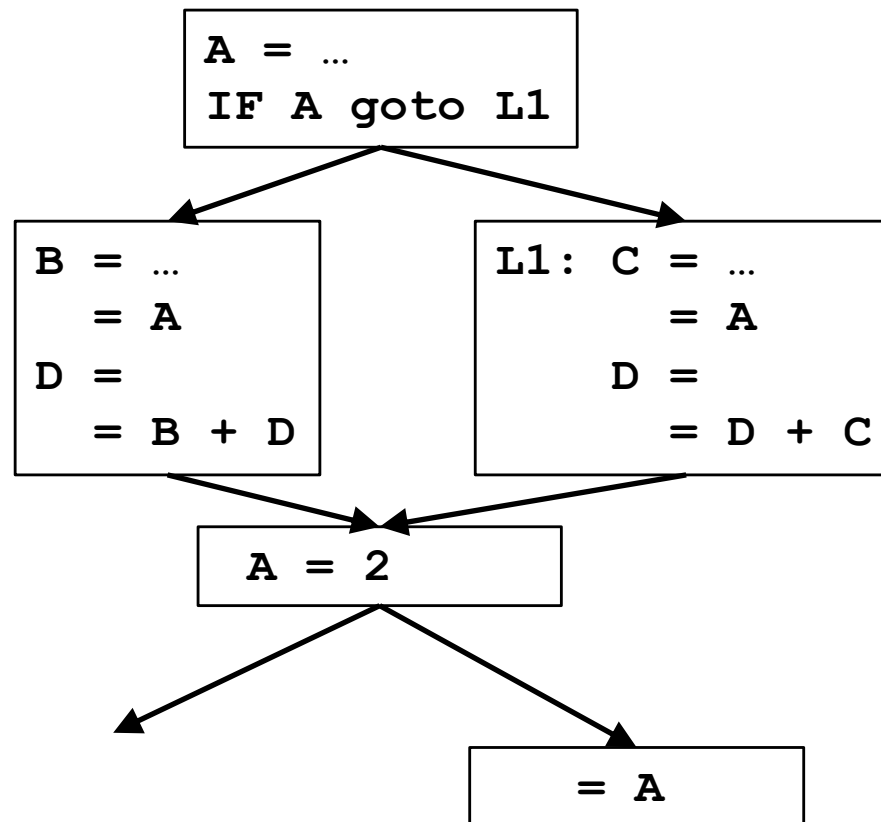 A = …
IF A goto L1
B = …
= A
D =
= B + D
L1: C = …
= A
D =
= D + C
A = 2
= A